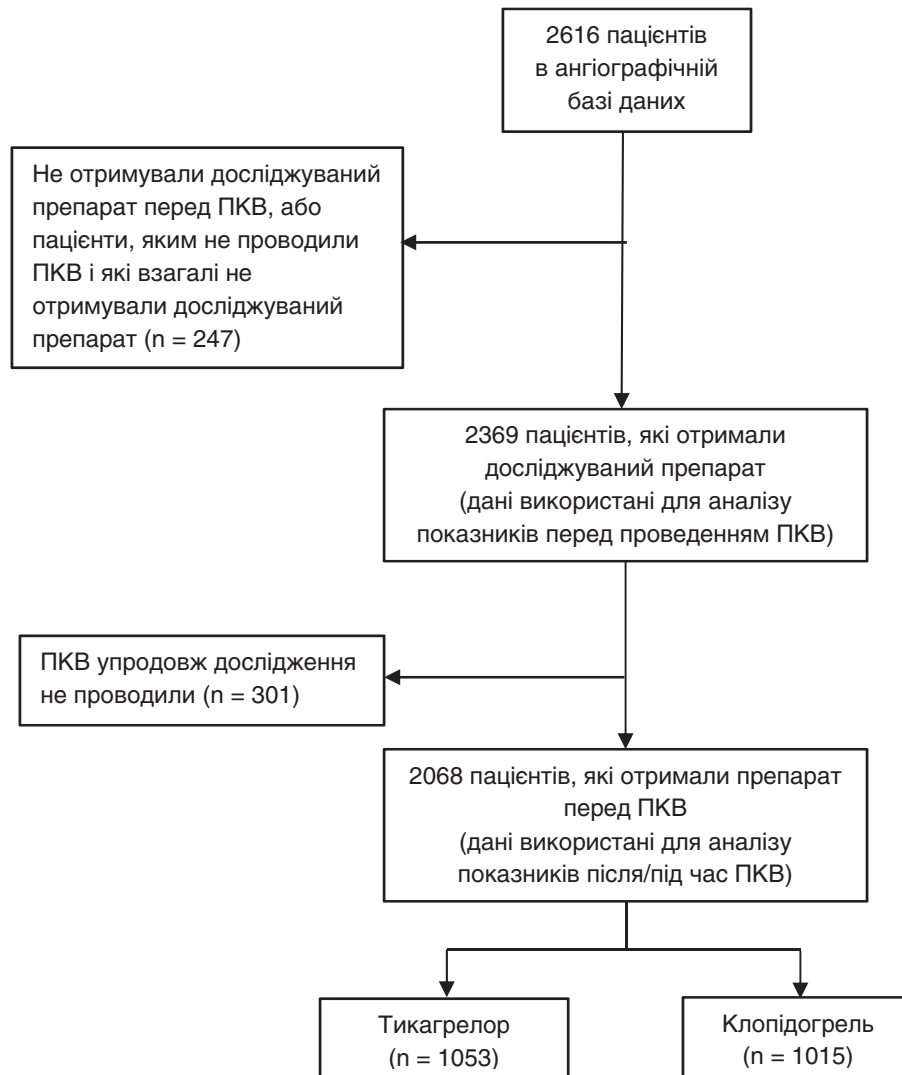 2616 пацієнтів
в ангіографічній
базі даних
Не отримували досліджуваний
препарат перед ПКВ, або
пацієнти, яким не проводили
ПКВ і які взагалі не
отримували досліджуваний
препарат (n = 247)
2369 пацієнтів, які отримали
досліджуваний препарат
(дані використані для аналізу
показників перед проведенням ПКВ)
ПКВ упродовж дослідження
не проводили (n = 301)
2068 пацієнтів, які отримали препарат
перед ПКВ
(дані використані для аналізу
показників після/під час ПКВ)
Тикагрелор
(n = 1053)
Клопідогрель
(n = 1015)